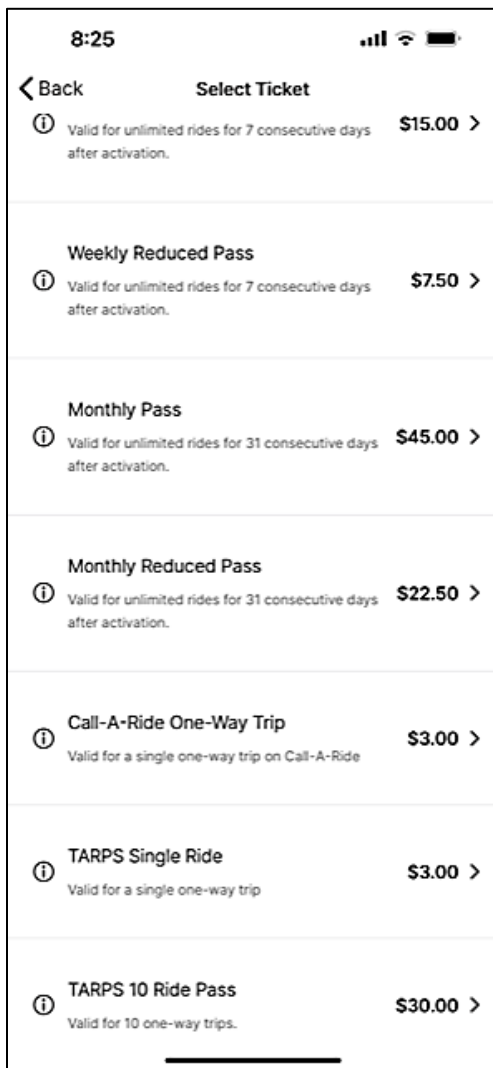 8:25
Back
Select Ticket
Valid for unlimited rides for 7 consecutive days
after activation.
$15.00
Weekly Reduced Pass
Valid for unlimited rides for 7 consecutive days
after activation.
$7.50
Monthly Pass
Valid for unlimited rides for 31 consecutive days
after activation.
$45.00
Monthly Reduced Pass
Valid for unlimited rides for 31 consecutive days
after activation.
$22.50
Call-A-Ride One-Way Trip
Valid for a single one-way trip on Call-A-Ride
$3.00
TARPS Single Ride
Valid for a single one-way trip
$3.00
TARPS 10 Ride Pass
Valid for 10 one-way trips.
$30.00